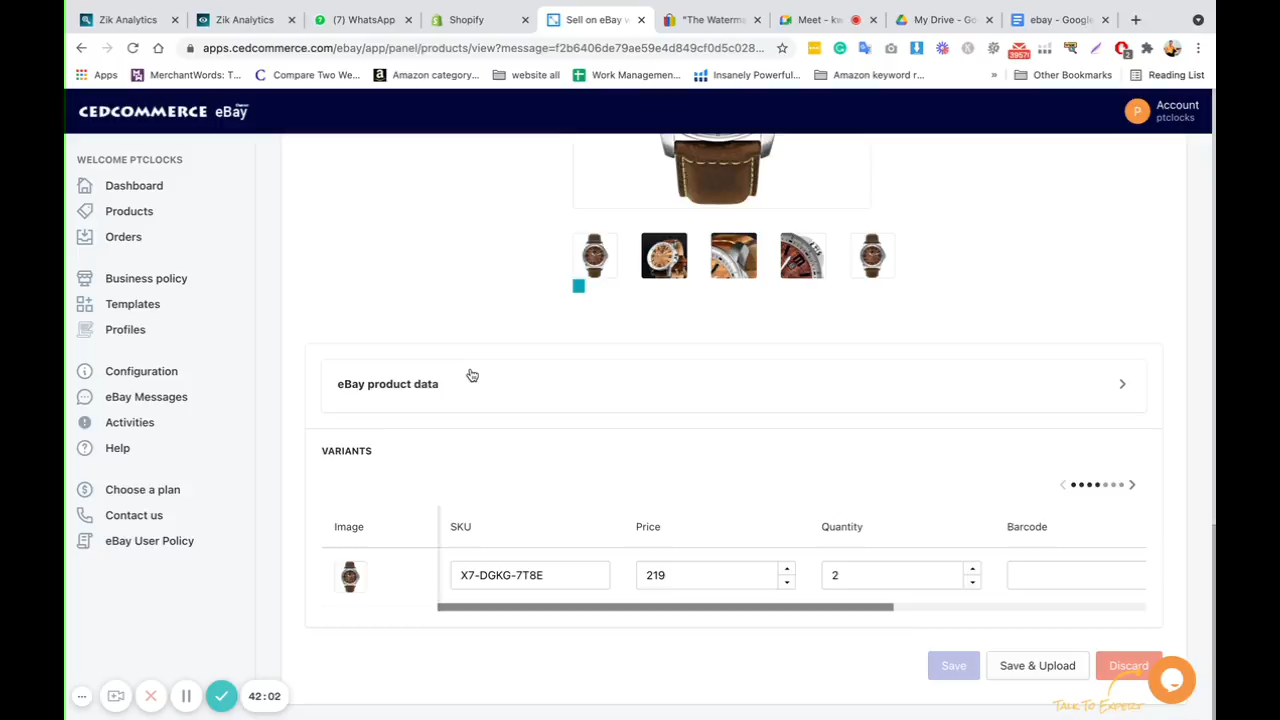 Zik Analytics
Zik Analytics
(7) WhatsApp
Shopify
Sell on eBay w
"The Waterma
Meet - kw
My Drive - Go
ebay - Google
apps.cedcommerce.com/ebay/app/panel/products/view?message=f2b6406de79ae59e4d849cf0d5c028...
3957
2
Apps
MerchantWords: T...
Compare Two We...
Amazon category...
website all
Work Managemen...
Insanely Powerful...
Amazon keyword r...
»
Other Bookmarks
Reading List
CEDCOMMERCE eBay
P
Account
ptclocks
WELCOME PTCLOCKS
Dashboard
Products
Orders
Business policy
Templates
Profiles
Configuration
eBay Messages
Activities
Help
Choose a plan
Contact us
eBay User Policy
eBay product data
VARIANTS
Image
SKU
Price
Quantity
Barcode
X7-DGKG-7T8E
219
2
Save
Save & Upload
Discard
TALK TO EXPERT
42:02